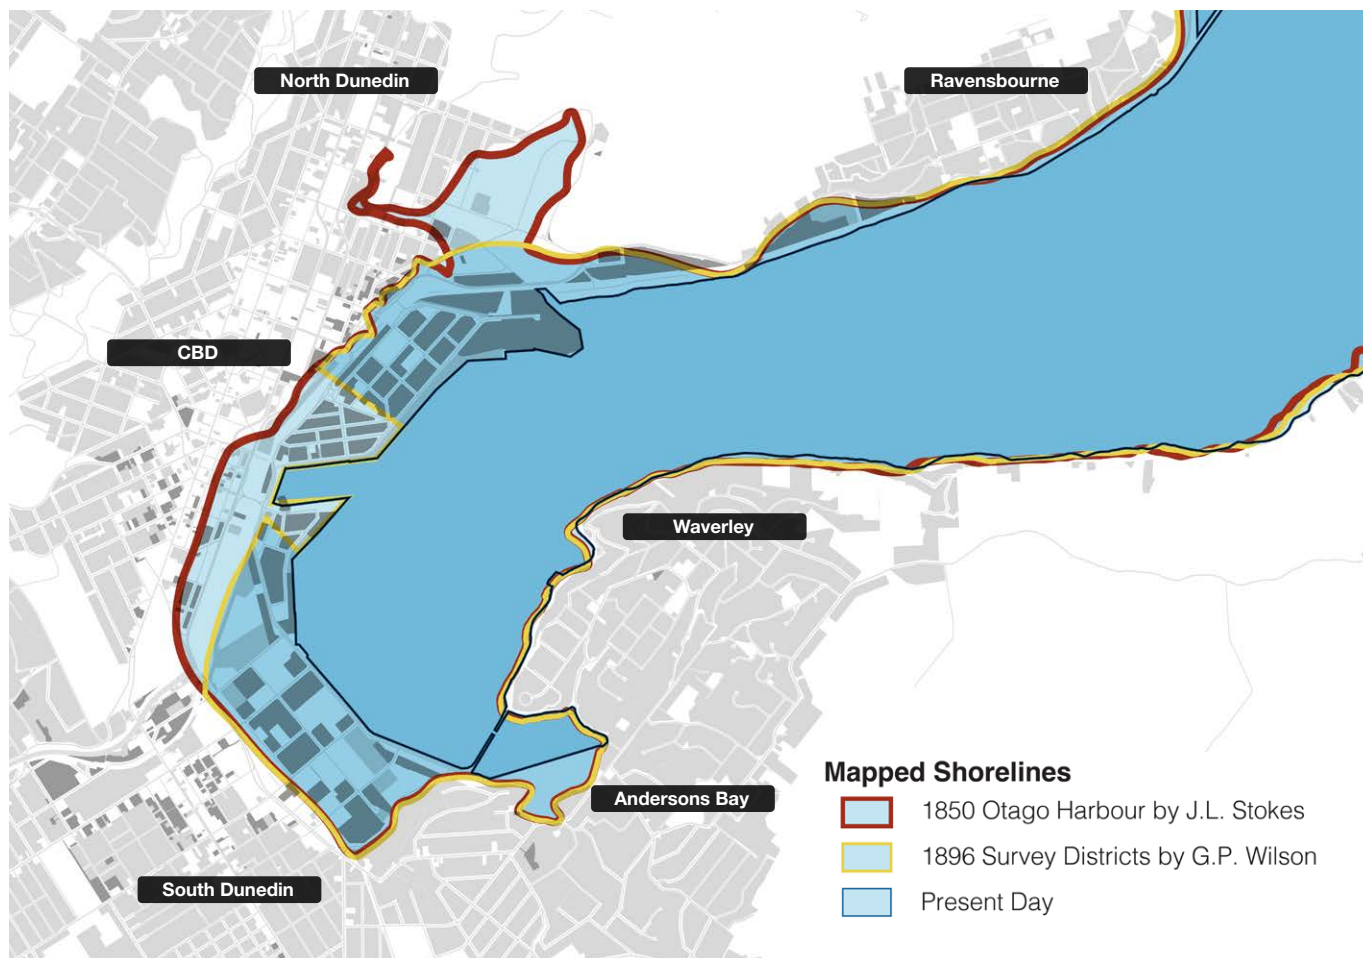 North Dunedin
Ravensbourne
CBD
Waverley
Mapped Shorelines
Andersons Bay
1850 Otago Harbour by J.L. Stokes
1896 Survey Districts by G.P. Wilson
South Dunedin
Present Day